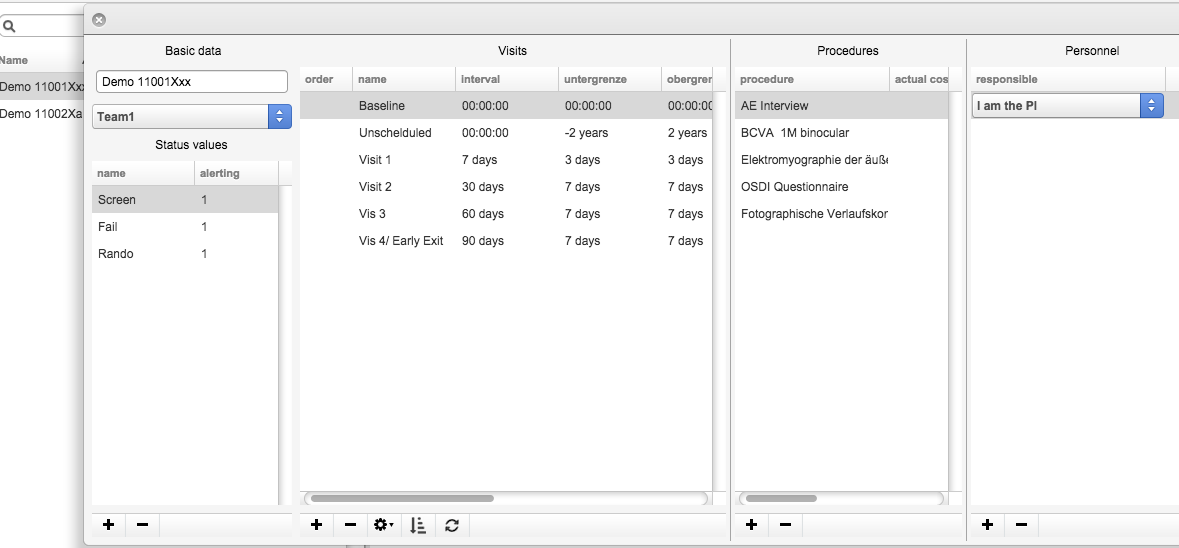 Name
Demo 11001Xxx
Demo 11002Xa
Basic data
Demo 11001Xxx
Team1
Status values
name alerting
Screen 1
Fail 1
Rando 1
Visits
order name interval untergrenze obergren
Baseline 00:00:00 00:00:00 00:00:00
Unschelduled 00:00:00 -2 years 2 years
Visit 1 7 days 3 days 3 days
Visit 2 30 days 7 days 7 days
Vis 3 60 days 7 days 7 days
Vis 4/ Early Exit 90 days 7 days 7 days
Procedures
procedure actual cos
AE Interview
BCVA 1M binocular
Elektromyographie der äuße
OSDI Questionnaire
Fotographische Verlaufskor
Personnel
responsible
I am the PI